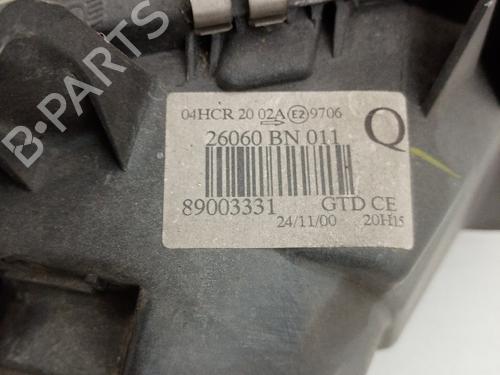 04HCR 20 02A E2 9706
26060 BN 011
Q
89003331 GTD CE
24/11/00 20H15
B-PARTS